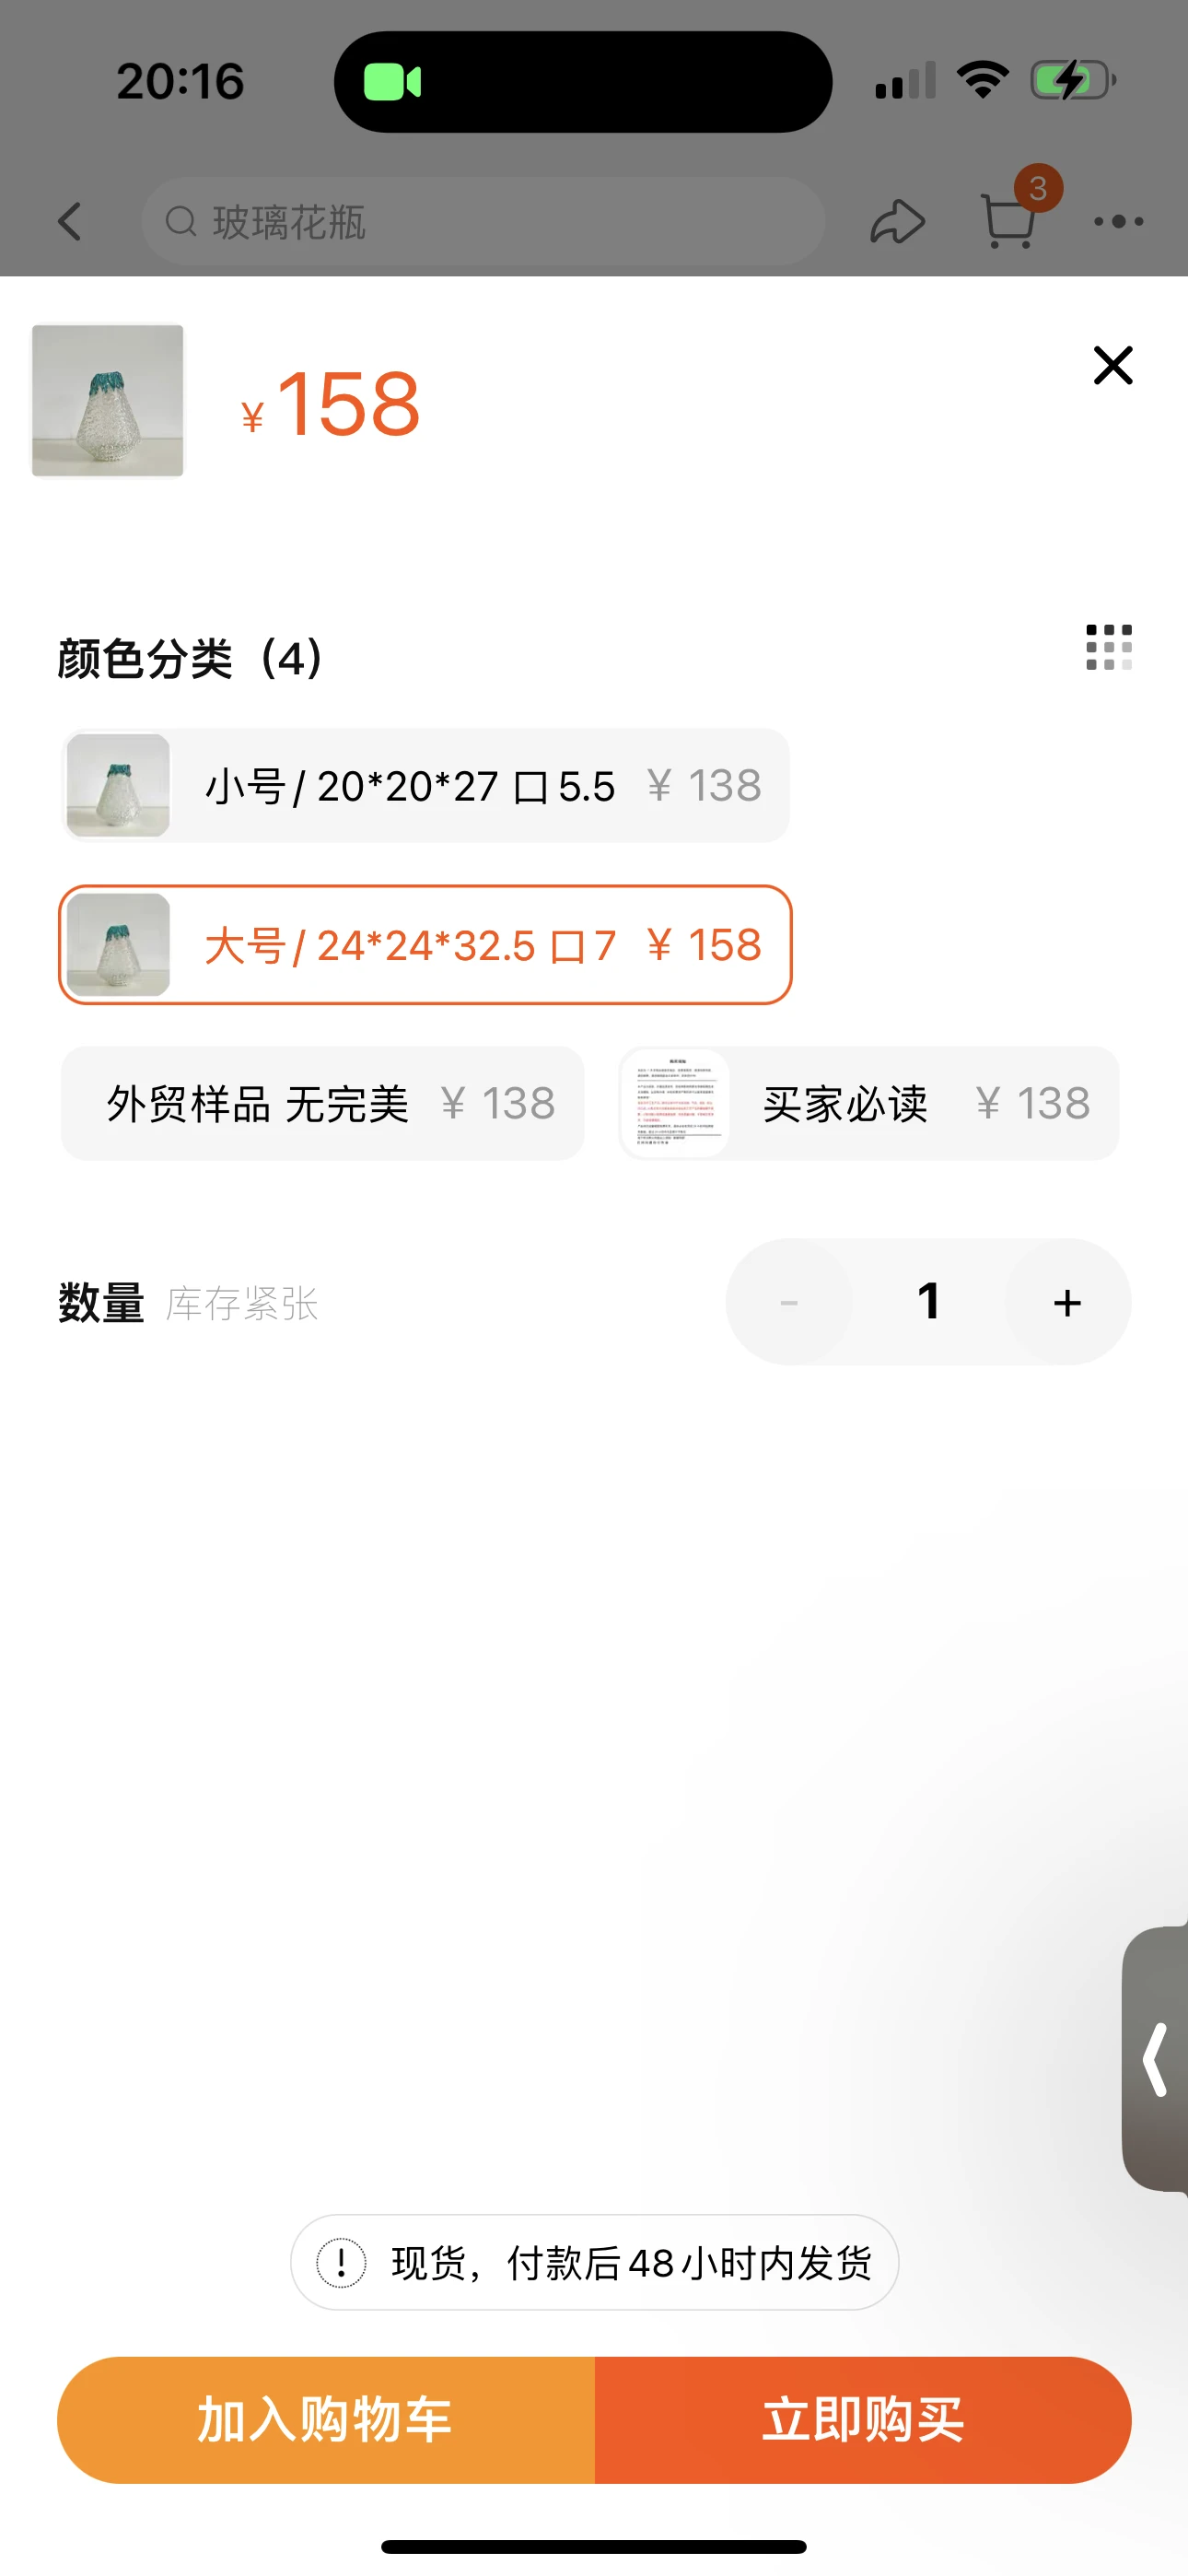 20:16
玻璃花瓶
3
¥158
颜色分类（4）
小号/ 20*20*27 口5.5 ¥ 138
大号/ 24*24*32.5 口7 ¥ 158
外贸样品 无完美 ¥ 138
买家必读 ¥ 138
数量 库存紧张
- 1 +
现货，付款后48小时内发货
加入购物车
立即购买